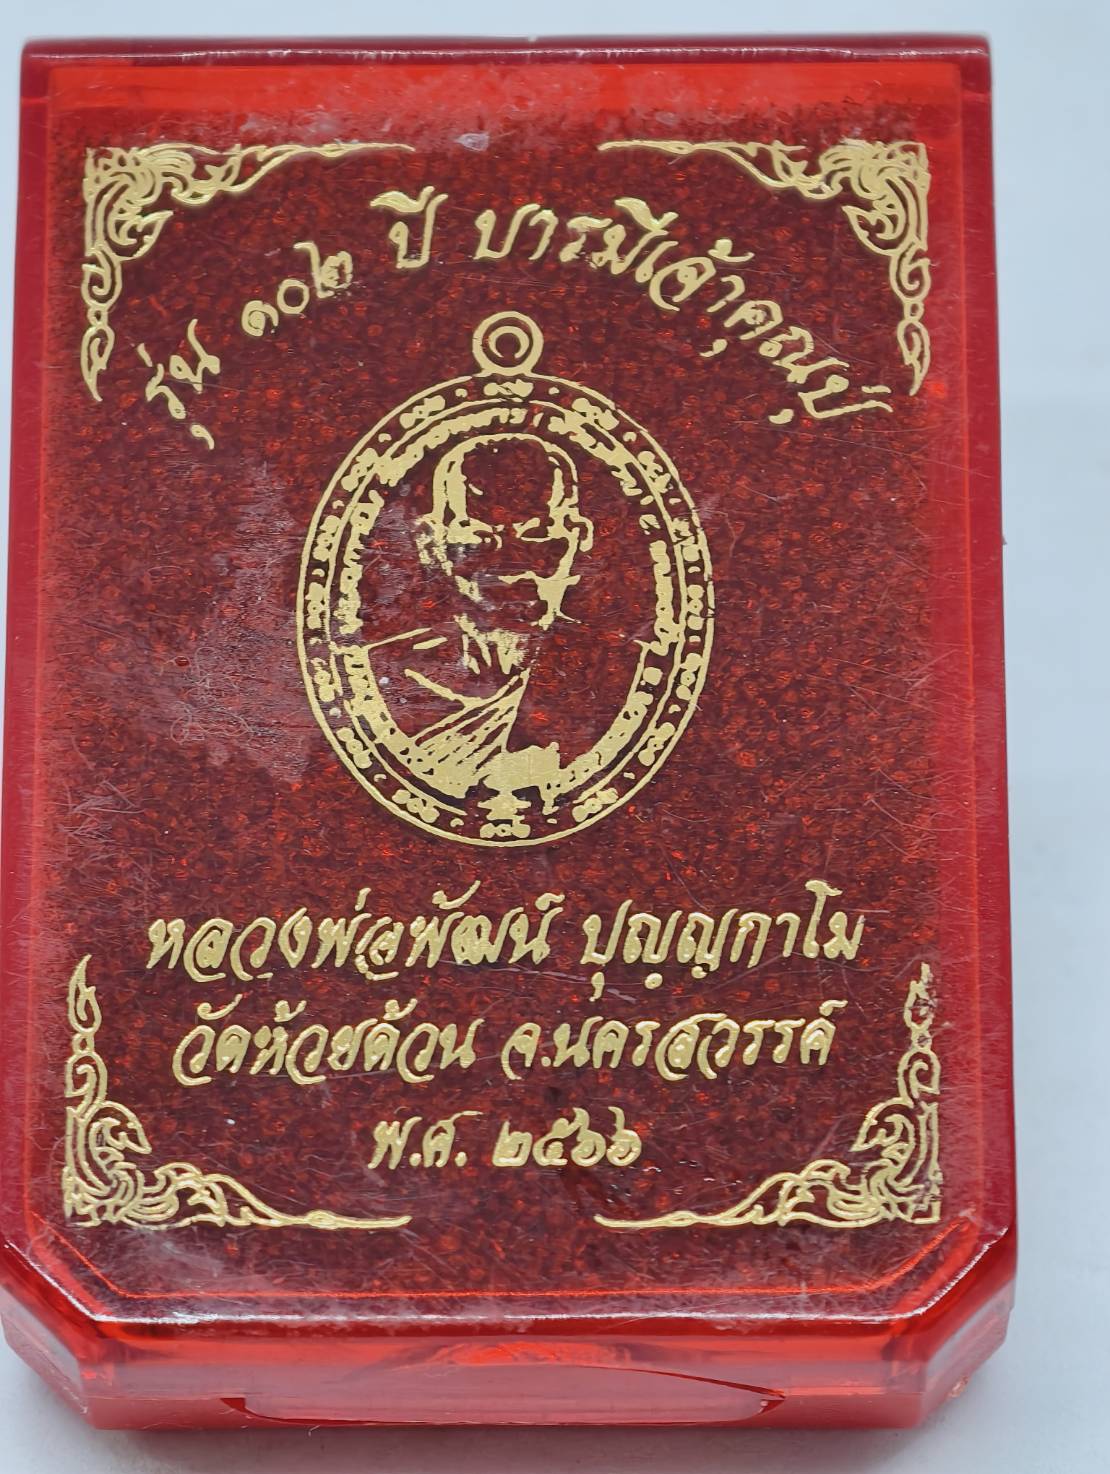 รุ่น ๑๐๒ ปี บารมีเจ้าคุณปู่
หลวงพ่อพัฒน์ ปุญฺญกาโม
วัดห้วยด้วน จ.นครสวรรค์
พ.ศ. ๒๕๖๖